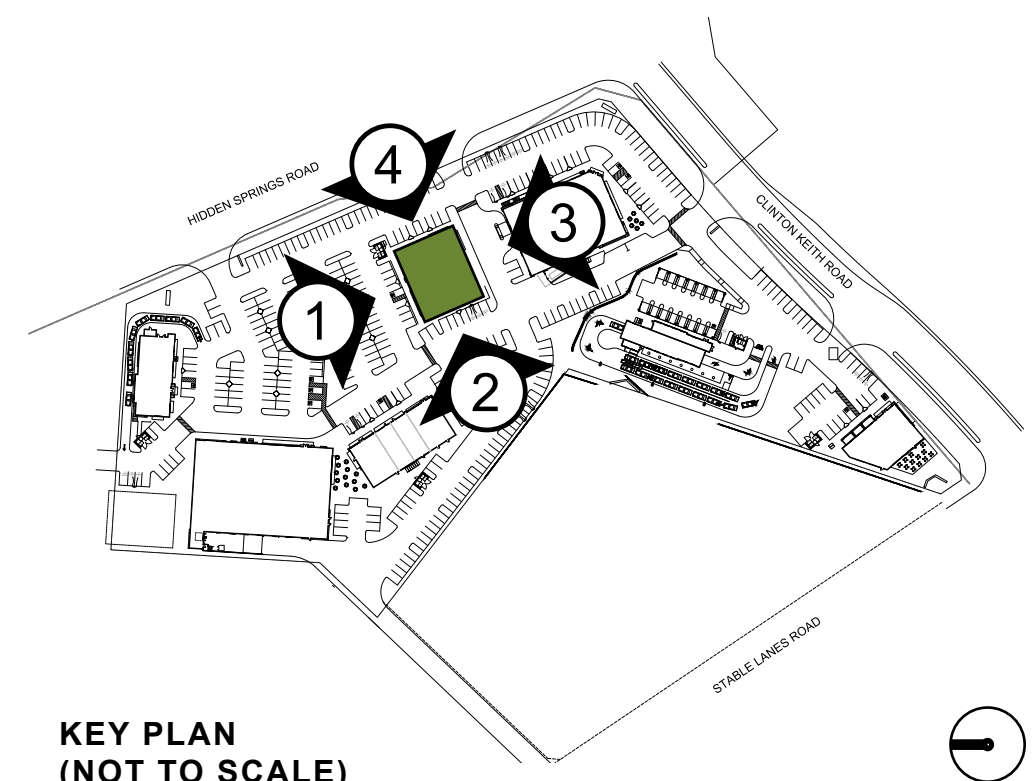 HIDDEN SPRINGS ROAD
4
3
CLINTON KEITH ROAD
1
2
STABLE LANES ROAD
KEY PLAN
(NOT TO SCALE)